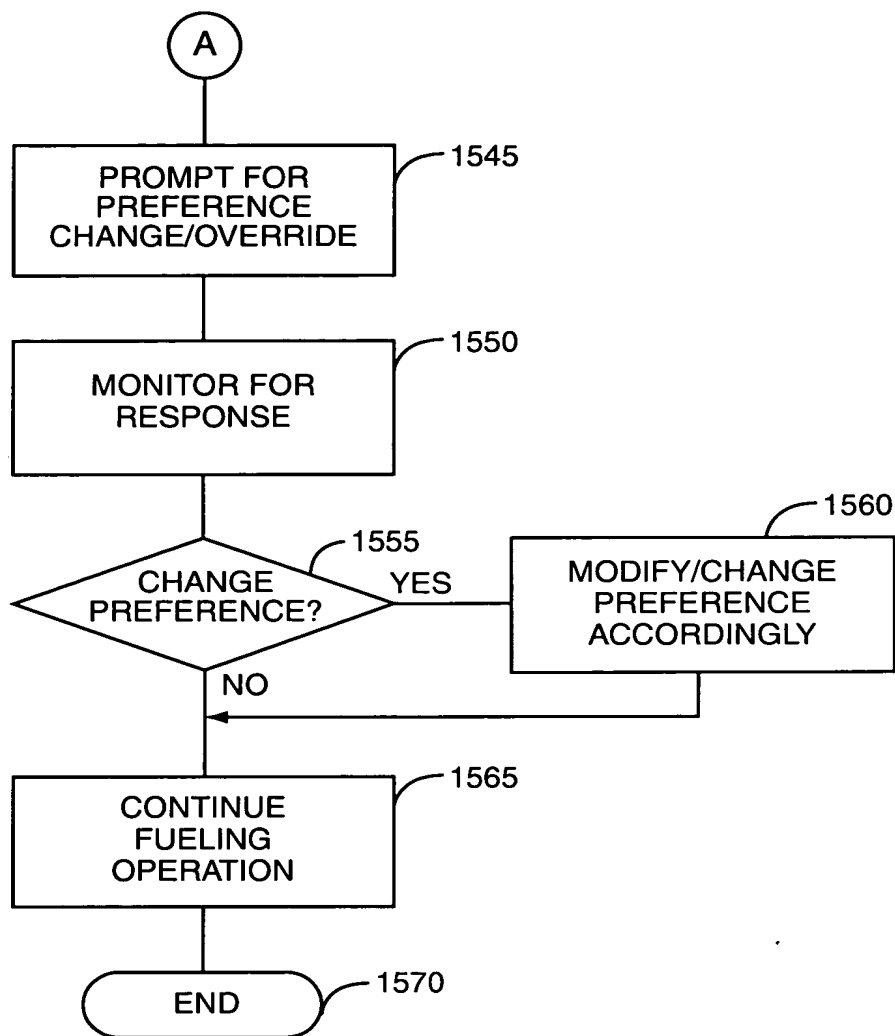 A
1545
PROMPT FOR
PREFERENCE
CHANGE/OVERRIDE
1550
MONITOR FOR
RESPONSE
1555
CHANGE
PREFERENCE?
YES
1560
MODIFY/CHANGE
PREFERENCE
ACCORDINGLY
NO
1565
CONTINUE
FUELING
OPERATION
1570
END